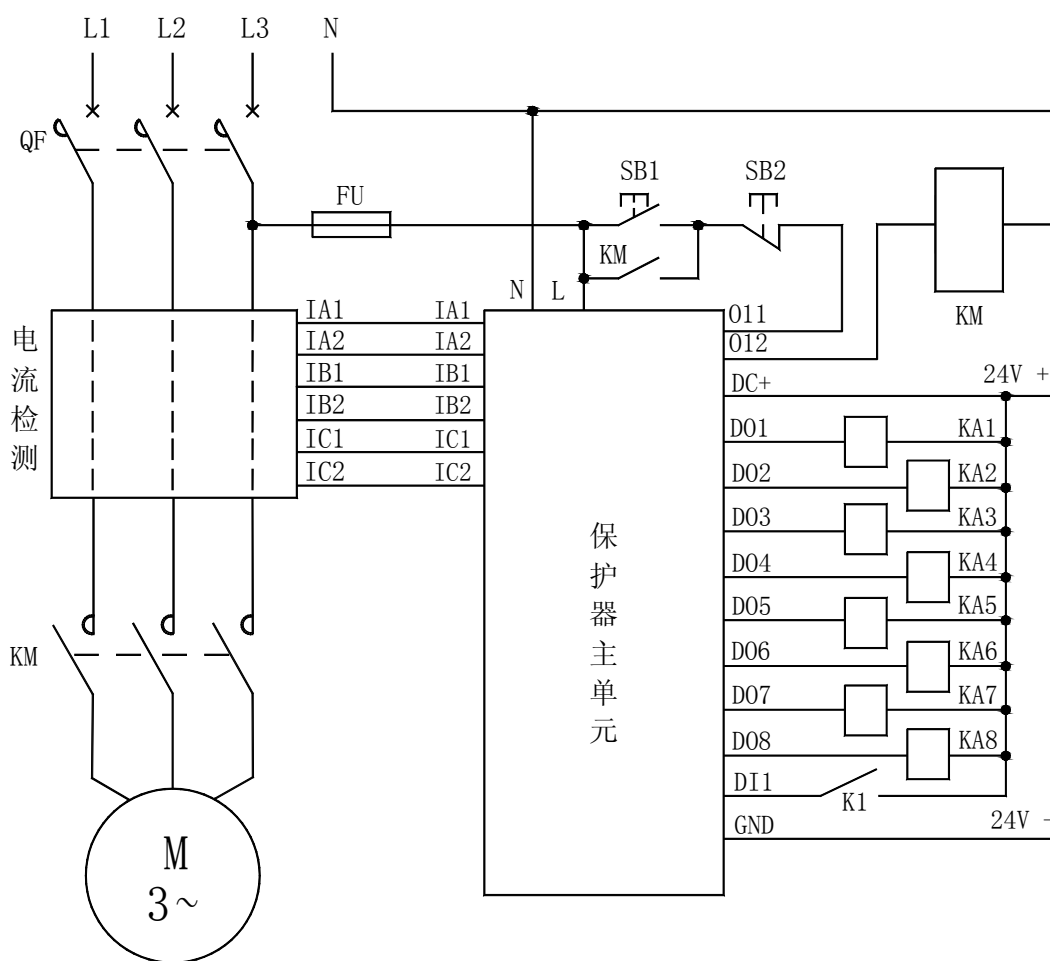 L1 L2 L3 N
QF
SB1 SB2
FU
KM
N L
KM
电流检测
IA1 IA1
IA2 IA2
IB1 IB1
IB2 IB2
IC1 IC1
IC2 IC2
O11
O12
DC+ 24V +
DO1 KA1
DO2 KA2
DO3 KA3
DO4 KA4
DO5 KA5
DO6 KA6
DO7 KA7
DO8 KA8
DI1 K1
GND 24V -
保护器主单元
KM
M
3~